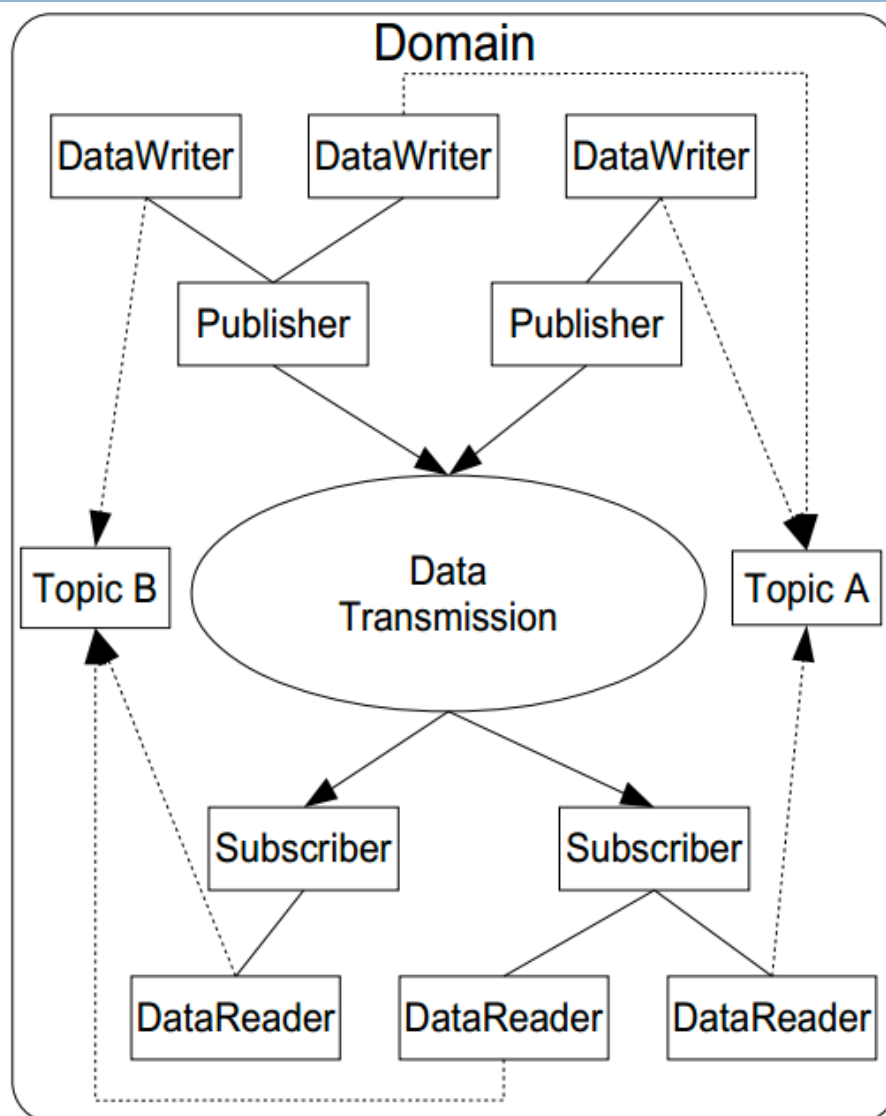 Domain
DataWriter
DataWriter
DataWriter
Publisher
Publisher
Topic B
Data
Transmission
Topic A
Subscriber
Subscriber
DataReader
DataReader
DataReader